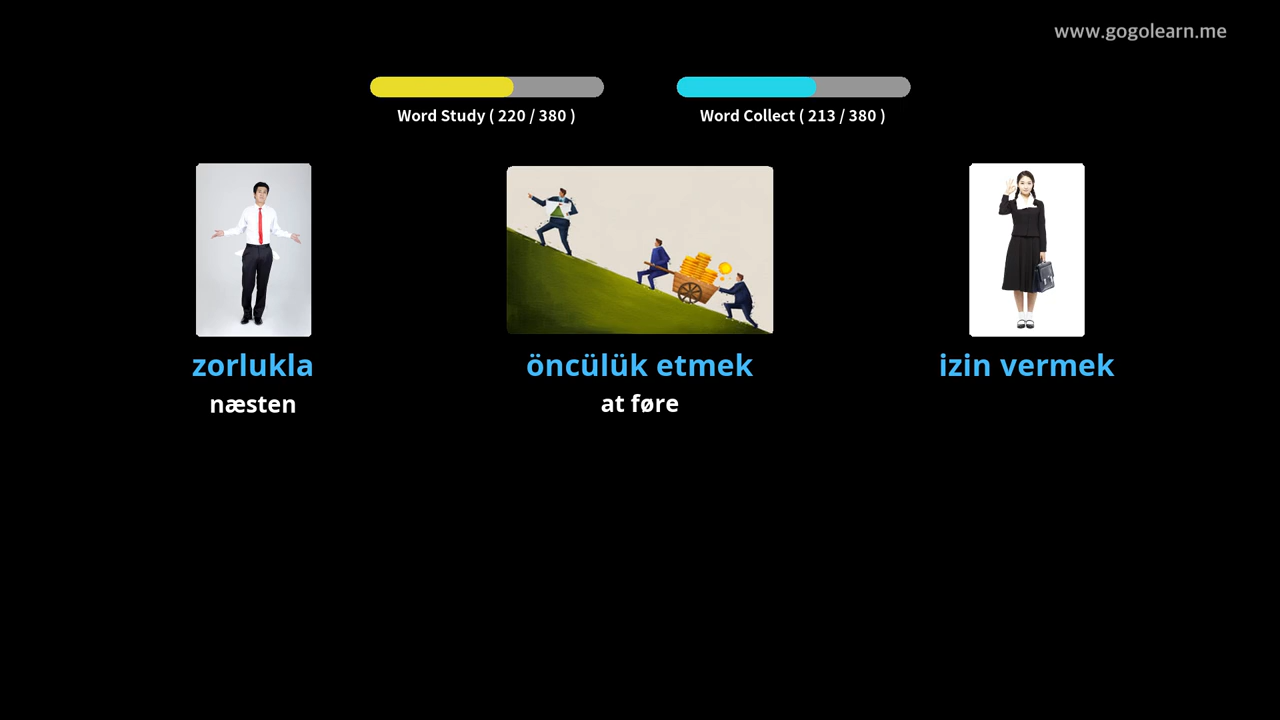 www.gogolearn.me
Word Study ( 220 / 380 )
Word Collect ( 213 / 380 )
zorlukla
öncülük etmek
izin vermek
næsten
at føre